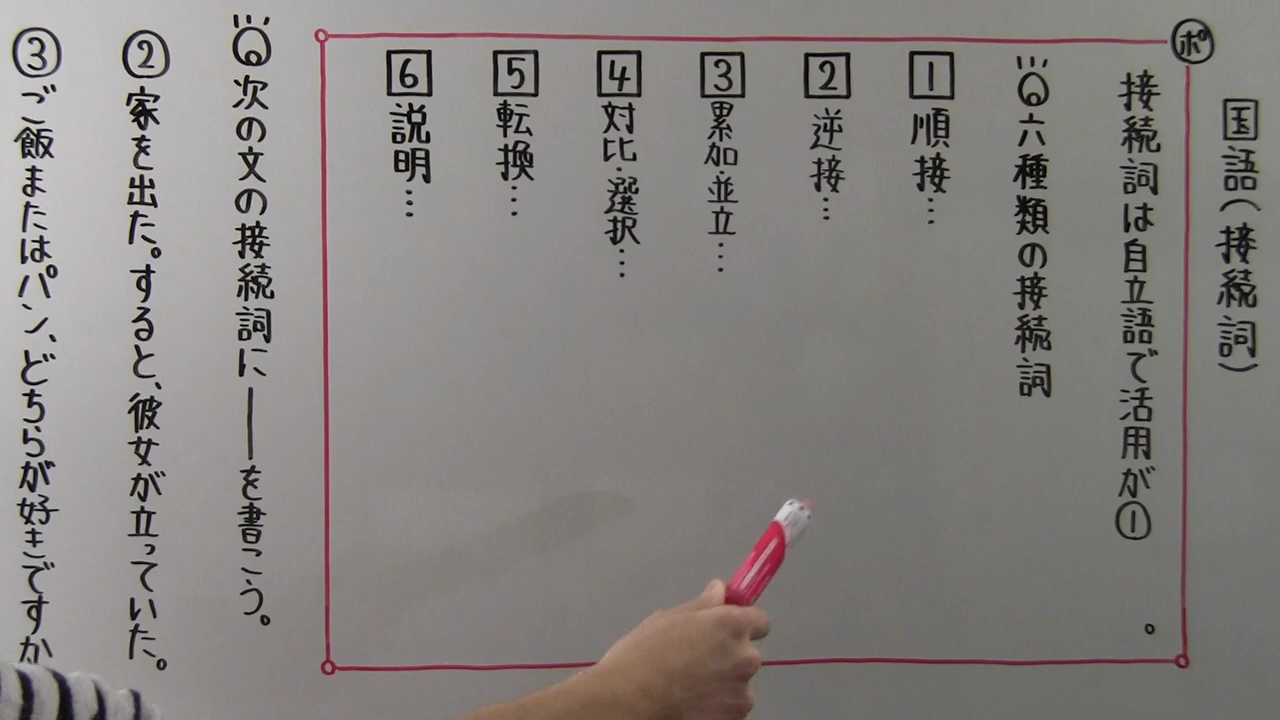 国語（接続詞）
ポ
接続詞は自立語で活用が①　。
六種類の接続詞
1 順接…
2 逆接…
3 累加・並立…
4 対比・選択…
5 転換…
6 説明…
次の文の接続詞に――を書こう。
②家を出た。すると、彼女が立っていた。
③ご飯またはパン、どちらが好きですか